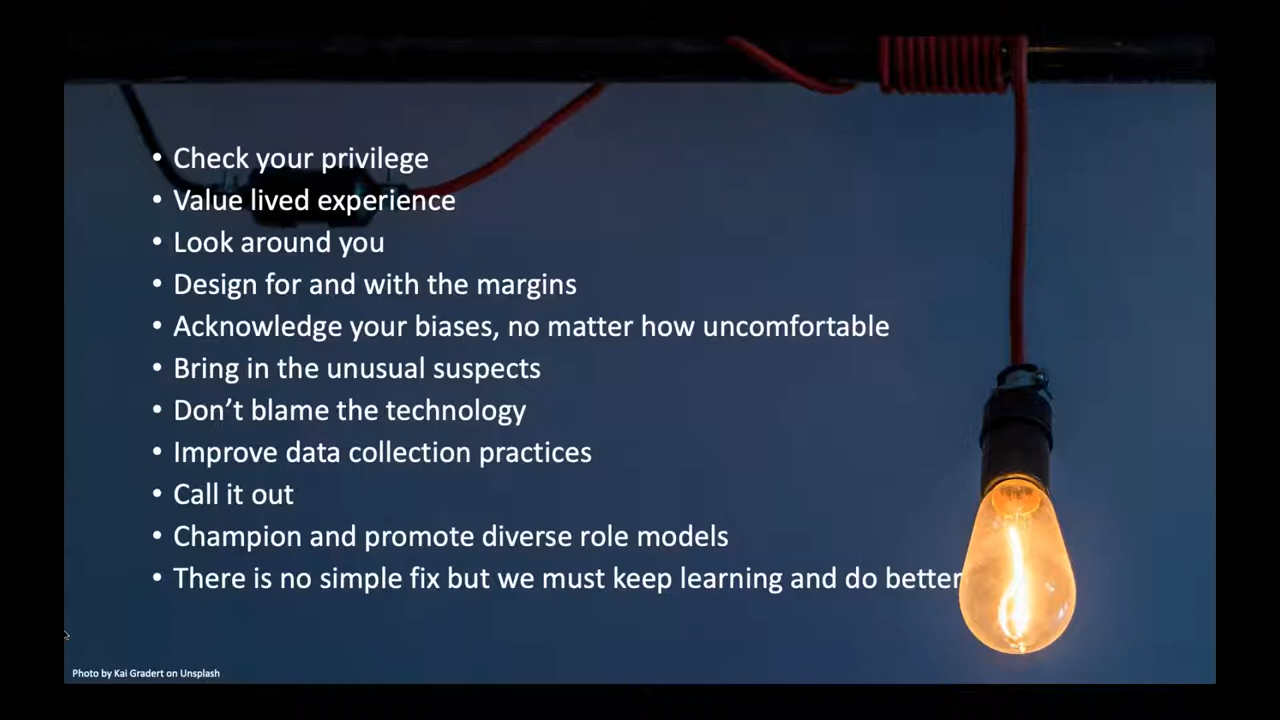 • Check your privilege
• Value lived experience
• Look around you
• Design for and with the margins
• Acknowledge your biases, no matter how uncomfortable
• Bring in the unusual suspects
• Don’t blame the technology
• Improve data collection practices
• Call it out
• Champion and promote diverse role models
• There is no simple fix but we must keep learning and do better
Photo by Kai Gradert on Unsplash